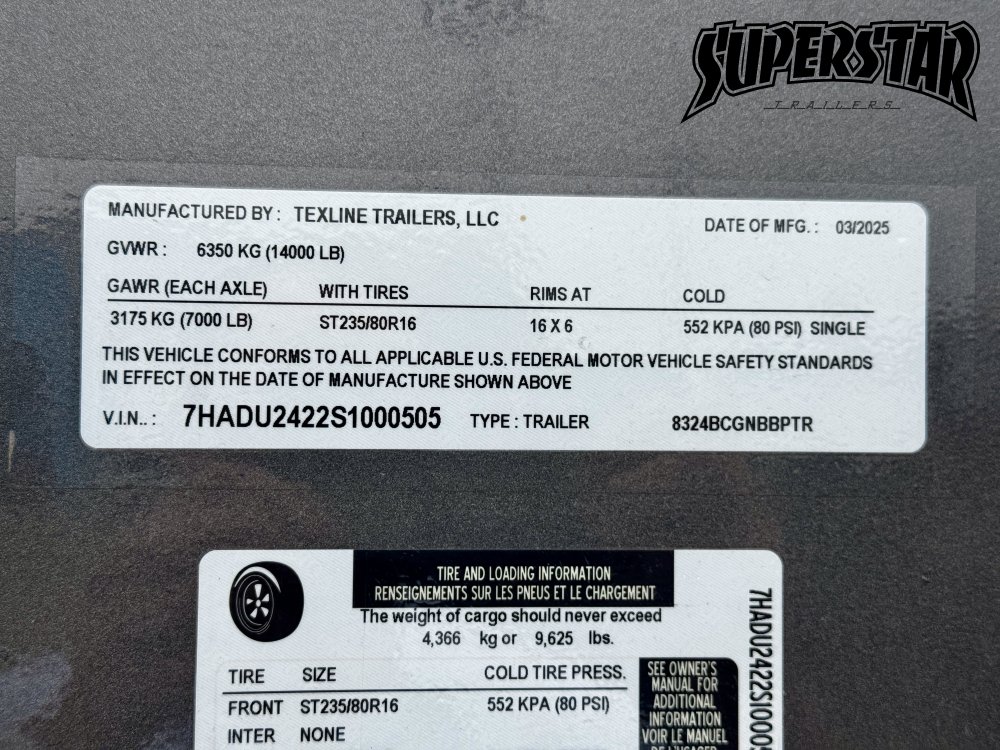 SUPERSTAR
TRAILERS
MANUFACTURED BY : TEXLINE TRAILERS, LLC DATE OF MFG. : 03/2025
GVWR : 6350 KG (14000 LB)
GAWR (EACH AXLE) WITH TIRES RIMS AT COLD
3175 KG (7000 LB) ST235/80R16 16 X 6 552 KPA (80 PSI) SINGLE
THIS VEHICLE CONFORMS TO ALL APPLICABLE U.S. FEDERAL MOTOR VEHICLE SAFETY STANDARDS
IN EFFECT ON THE DATE OF MANUFACTURE SHOWN ABOVE
V.I.N.. : 7HADU2422S1000505 TYPE : TRAILER 8324BCGNBBPTR
TIRE AND LOADING INFORMATION
RENSEIGNEMENTS SUR LES PNEUS ET LE CHARGEMENT
The weight of cargo should never exceed
4,366 kg or 9,625 lbs.
TIRE SIZE COLD TIRE PRESS.
FRONT ST235/80R16 552 KPA (80 PSI)
INTER NONE
SEE OWNER'S
MANUAL FOR
ADDITIONAL
INFORMATION
VOIR LE MANUEL
DE L'USAGER
7HADU2422S10005